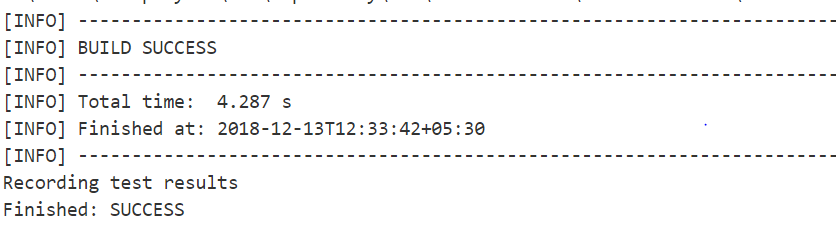 [INFO] ------------------------------------------------------------------------
[INFO] BUILD SUCCESS
[INFO] ------------------------------------------------------------------------
[INFO] Total time:  4.287 s
[INFO] Finished at: 2018-12-13T12:33:42+05:30
[INFO] ------------------------------------------------------------------------
Recording test results
Finished: SUCCESS